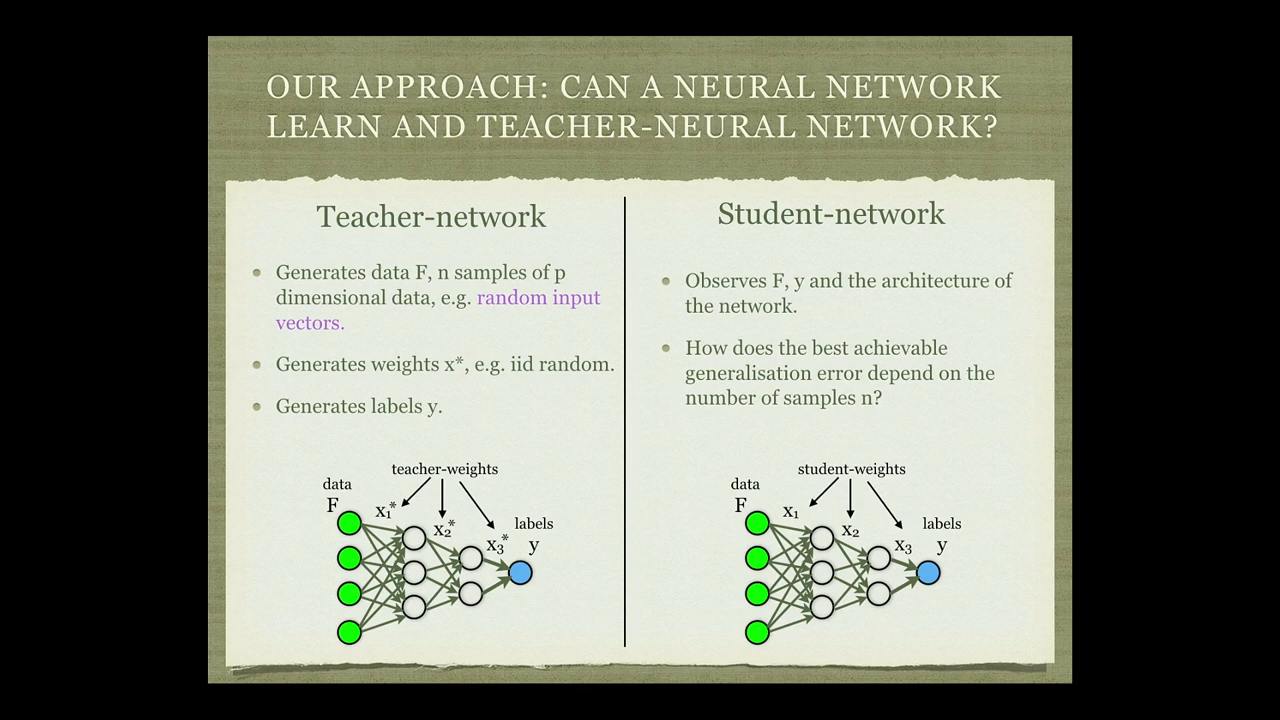 OUR APPROACH: CAN A NEURAL NETWORK
LEARN AND TEACHER-NEURAL NETWORK?
Teacher-network
• Generates data F, n samples of p
dimensional data, e.g. random input
vectors.
• Generates weights x*, e.g. iid random.
• Generates labels y.
teacher-weights
data
F
x₁*
x₂*
x₃*
labels
y
Student-network
• Observes F, y and the architecture of
the network.
• How does the best achievable
generalisation error depend on the
number of samples n?
student-weights
data
F
x₁
x₂
x₃
labels
y